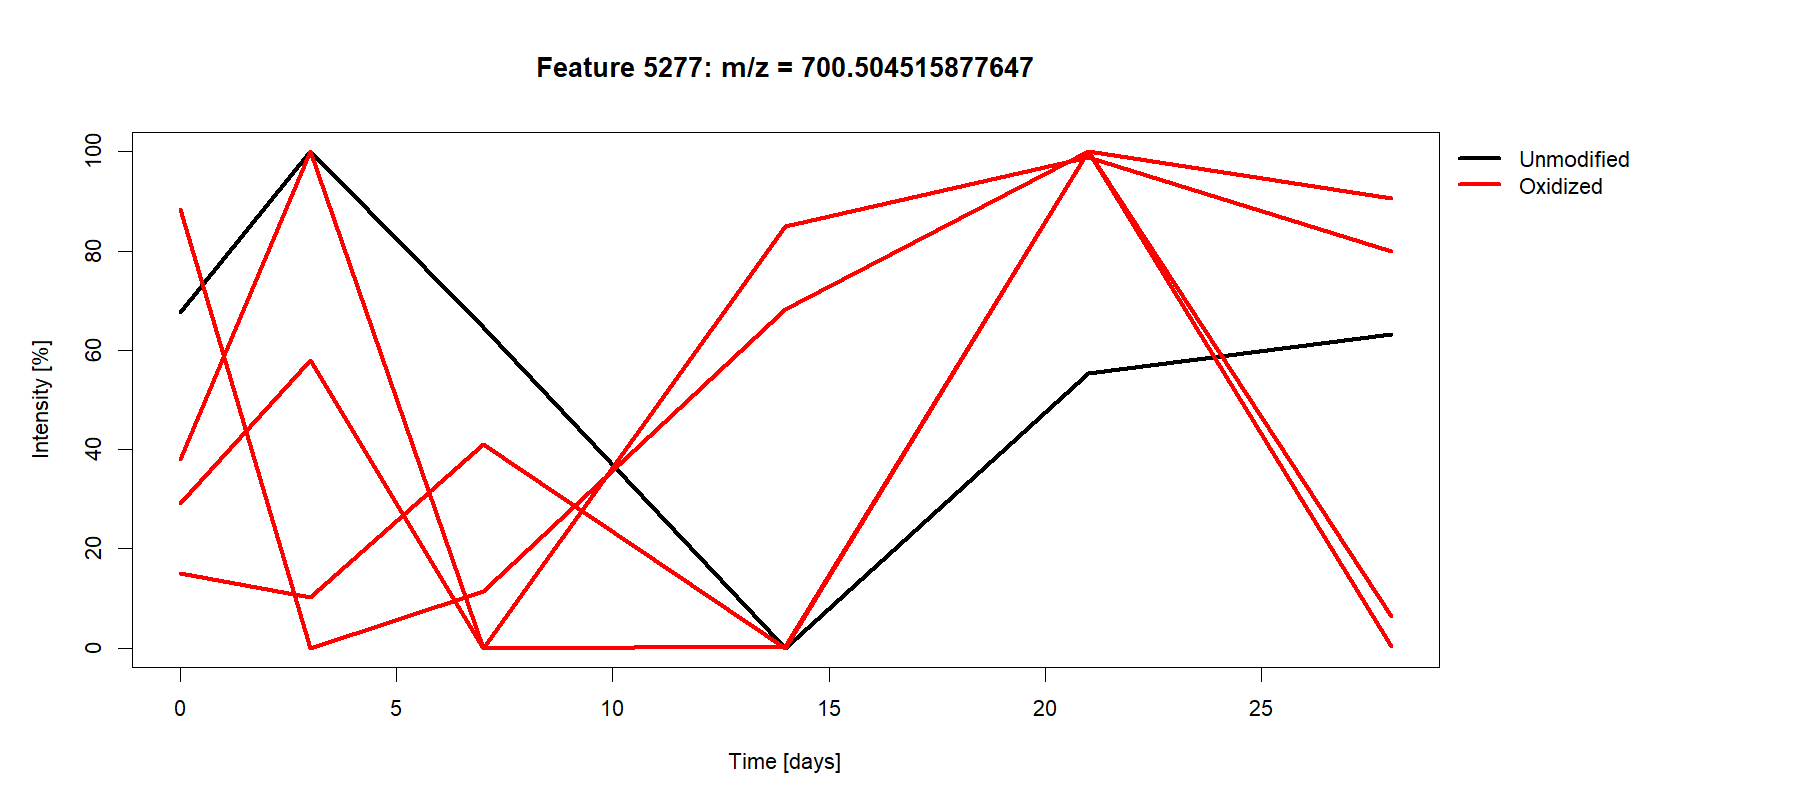 Feature 5277: m/z = 700.504515877647
Unmodified
Oxidized
100
80
60
40
20
0
Intensity [%]
0 5 10 15 20 25
Time [days]